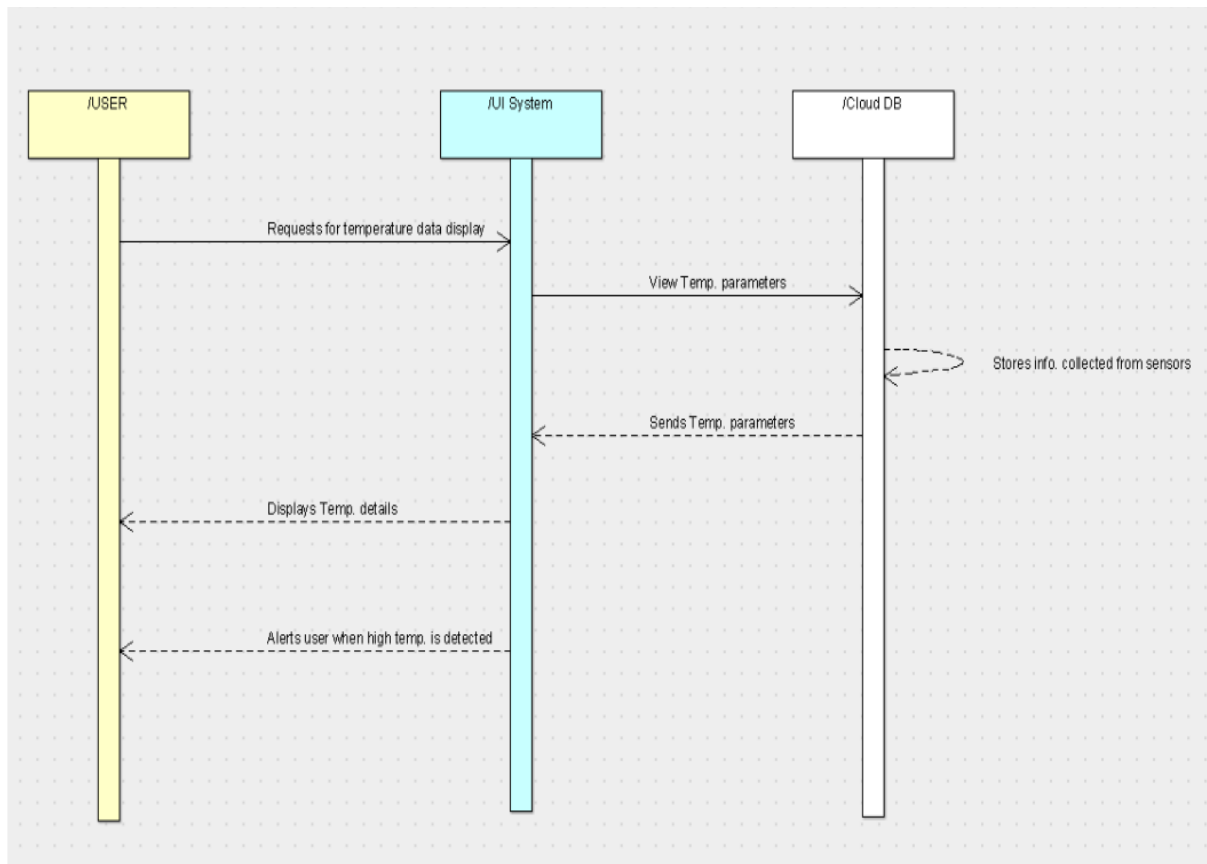 /USER
/UI System
/Cloud DB
Requests for temperature data display
View Temp. parameters
Stores info. collected from sensors
Sends Temp. parameters
Displays Temp. details
Alerts user when high temp. is detected